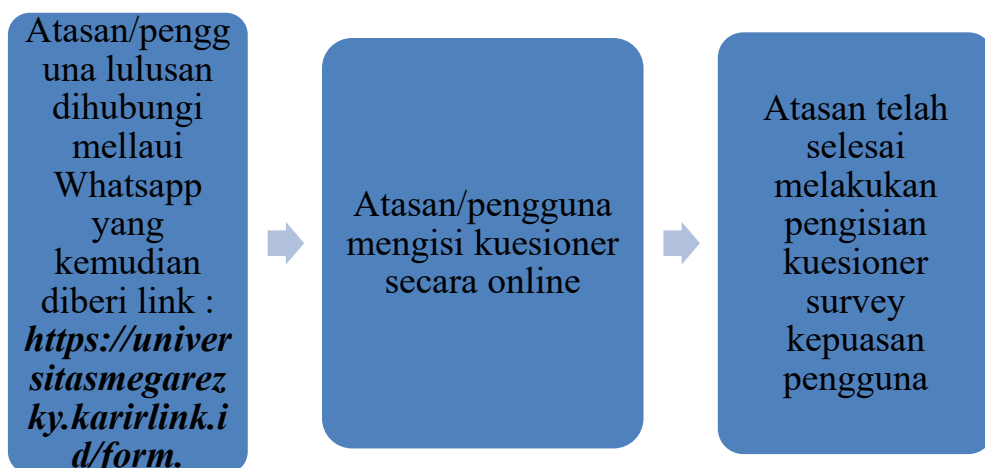 Atasan/pengg
una lulusan
dihubungi
mellaui
Whatsapp
yang
kemudian
diberi link :
https://univer
sitasmegarez
ky.karirlink.i
d/form.
Atasan/pengguna
mengisi kuesioner
secara online
Atasan telah
selesai
melakukan
pengisian
kuesioner
survey
kepuasan
pengguna